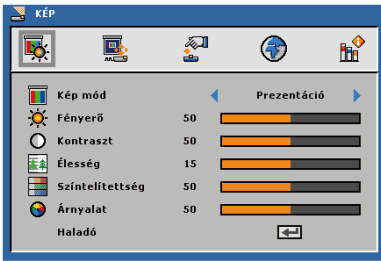 KÉP
Kép mód Prezentáció
Fényerő 50
Kontraszt 50
Élesség 15
Színtelítettség 50
Árnyalat 50
Haladó